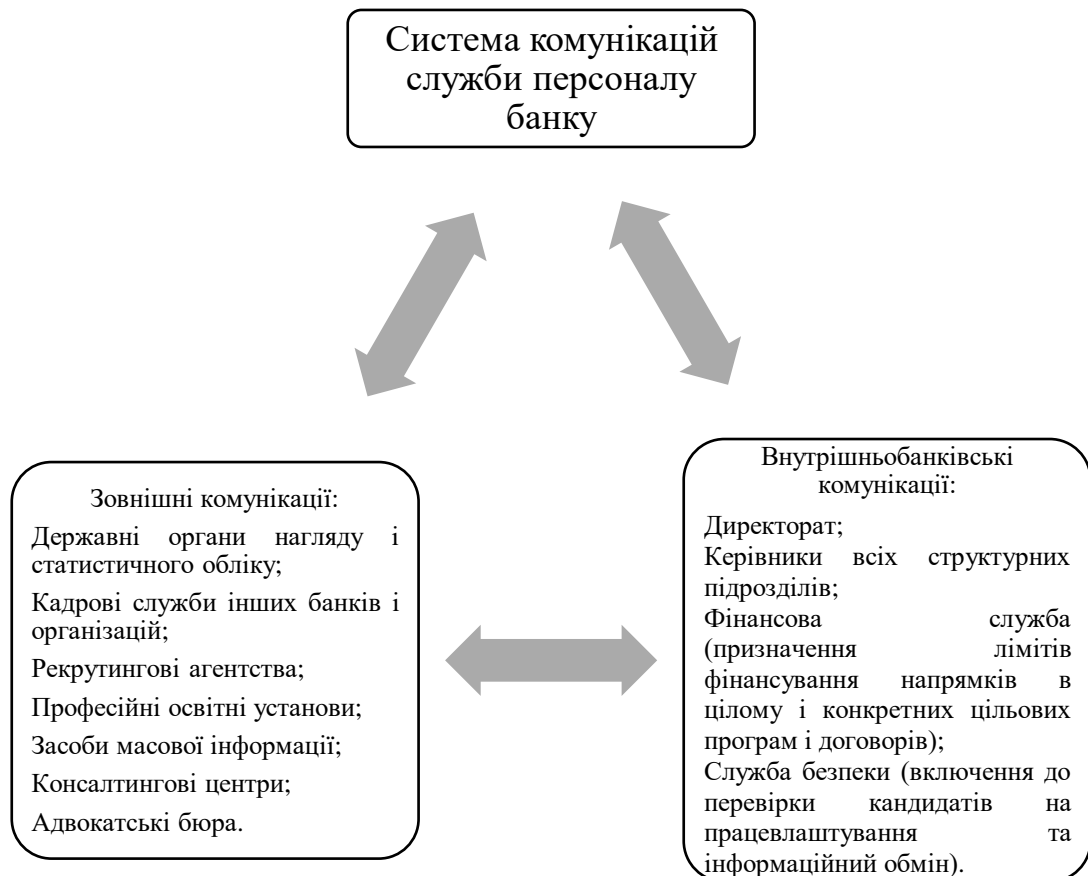 Система комунікацій
служби персоналу
банку
Зовнішні комунікації:
Державні органи нагляду і
статистичного обліку;
Кадрові служби інших банків і
організацій;
Рекрутингові агентства;
Професійні освітні установи;
Засоби масової інформації;
Консалтингові центри;
Адвокатські бюра.
Внутрішньобанківські
комунікації:
Директорат;
Керівники всіх структурних
підрозділів;
Фінансова служба
(призначення лімітів
фінансування напрямків в
цілому і конкретних цільових
програм і договорів);
Служба безпеки (включення до
перевірки кандидатів на
працевлаштування та
інформаційний обмін).